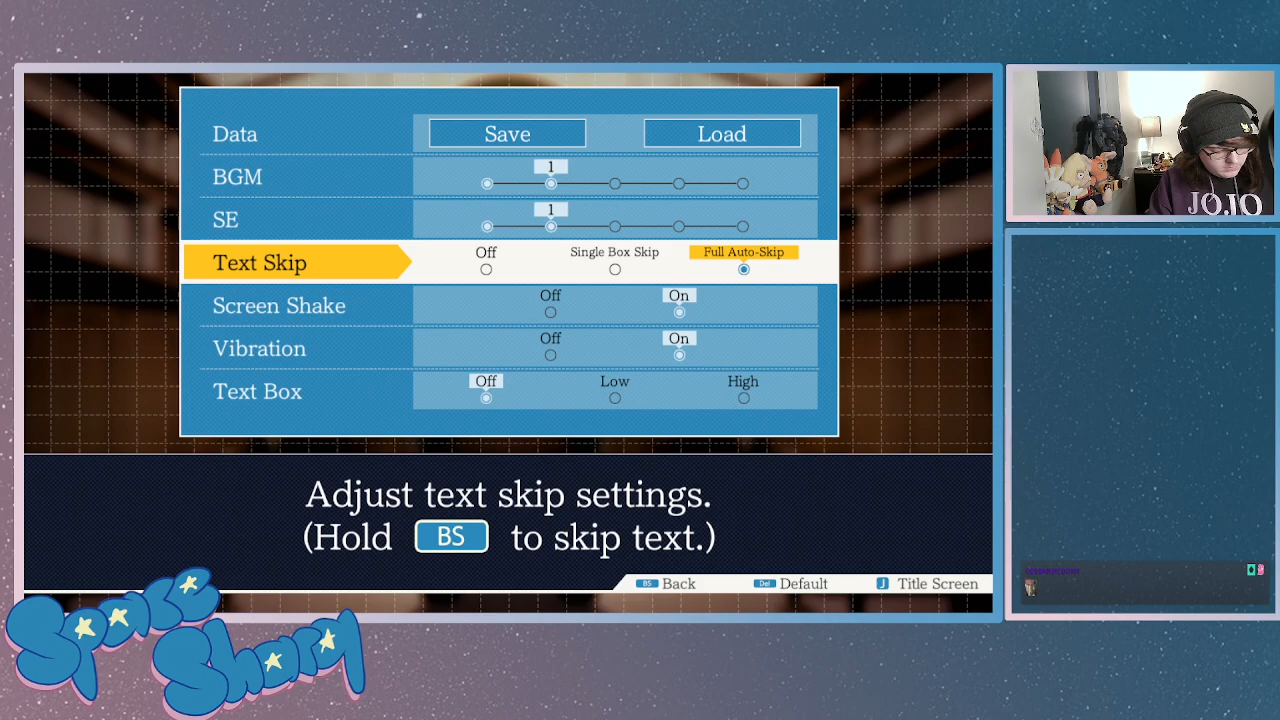 Data
Save
Load
BGM
1
SE
1
Text Skip
Off
Single Box Skip
Full Auto-Skip
Screen Shake
Off
On
Vibration
Off
On
Text Box
Off
Low
High
Adjust text skip settings.
(Hold BS to skip text.)
BS Back
Del Default
J Title Screen
JOJO
Space
Sharq